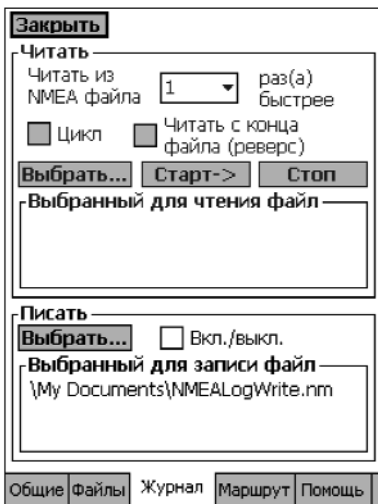 Закрыть
Читать
Читать из
NMEA файла
1
раз(а)
быстрее
Цикл
Читать с конца
файла (реверс)
Выбрать... Старт-> Стоп
Выбранный для чтения файл
Писать
Выбрать... Вкл./выкл.
Выбранный для записи файл
\My Documents\NMEALogWrite.nm
Общие Файлы Журнал Маршрут Помощь